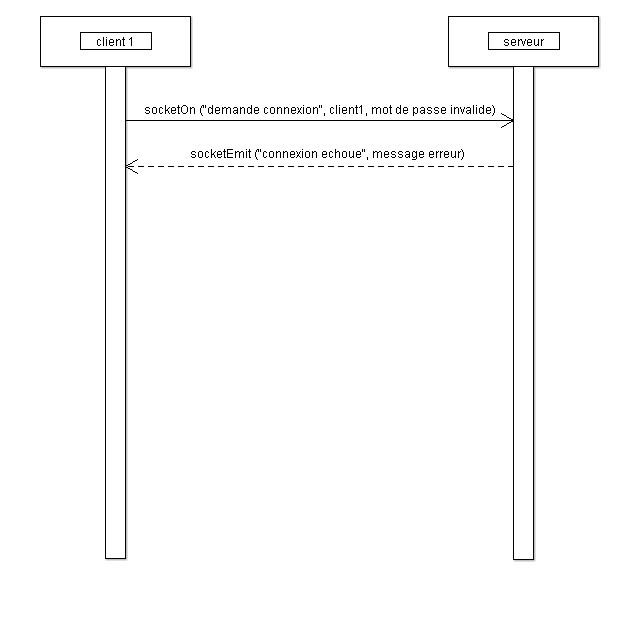 client 1
serveur
socketOn ("demande connexion", client1, mot de passe invalide)
socketEmit ("connexion echoue", message erreur)